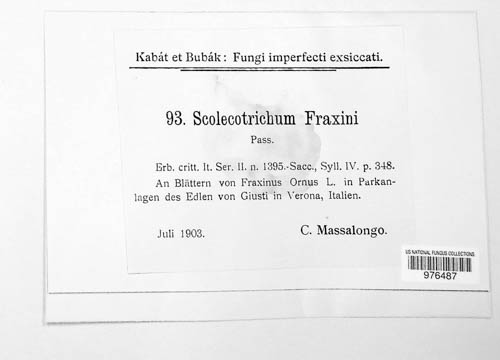 Kabát et Bubák: Fungi imperfecti exsiccati.
93. Scolecotrichum Fraxini
Pass.
Erb. critt. It. Ser. II. n. 1395.-Sacc., Syll. IV. p. 348.
An Blättern von Fraxinus Ornus L. in Parkan-
lagen des Edlen von Giusti in Verona, Italien.
Juli 1903.
C. Massalongo.
US NATIONAL FUNGUS COLLECTIONS
976487